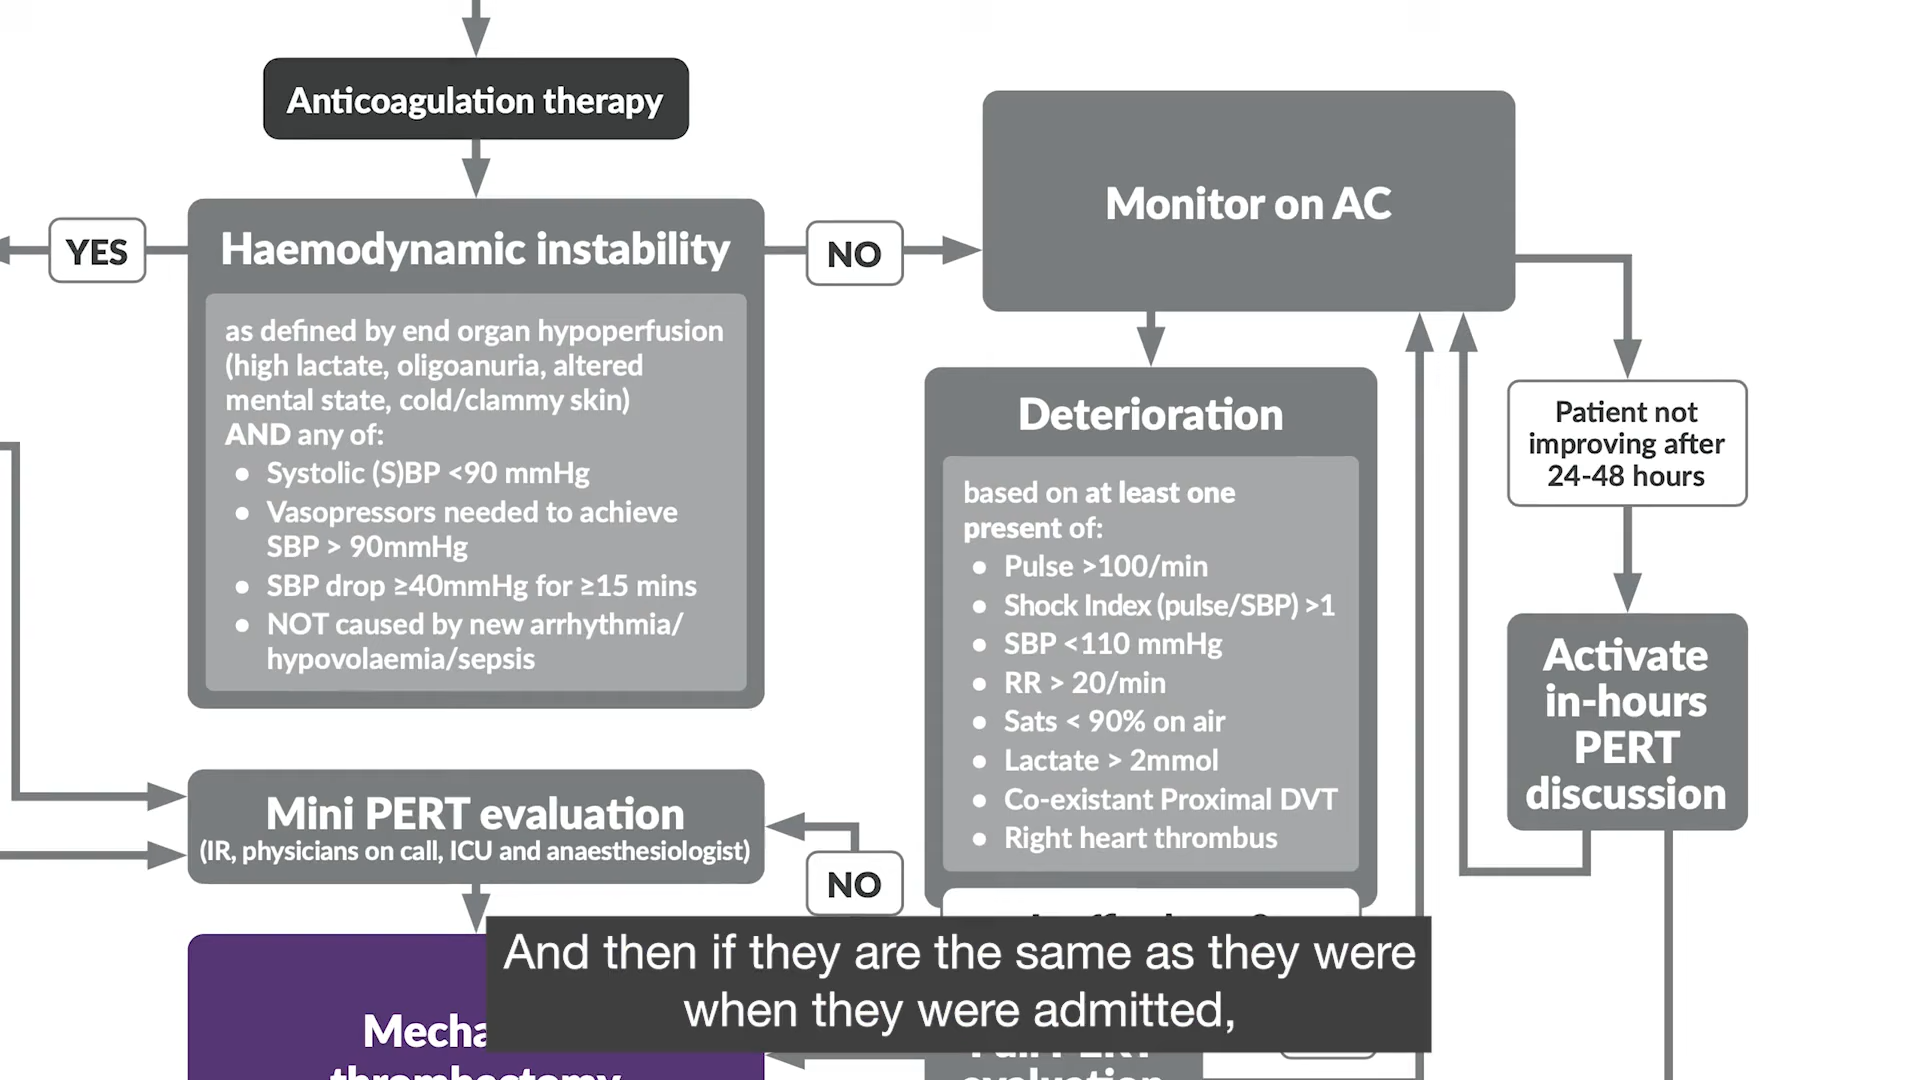 Anticoagulation therapy
YES
Haemodynamic instability
as defined by end organ hypoperfusion
(high lactate, oligoanuria, altered
mental state, cold/clammy skin)
AND any of:
● Systolic (S)BP <90 mmHg
● Vasopressors needed to achieve
SBP > 90mmHg
● SBP drop ≥40mmHg for ≥15 mins
● NOT caused by new arrhythmia/
hypovolaemia/sepsis
NO
Monitor on AC
Deterioration
based on at least one
present of:
● Pulse >100/min
● Shock Index (pulse/SBP) >1
● SBP <110 mmHg
● RR > 20/min
● Sats < 90% on air
● Lactate > 2mmol
● Co-existant Proximal DVT
● Right heart thrombus
Patient not
improving after
24-48 hours
Activate
in-hours
PERT
discussion
Mini PERT evaluation
(IR, physicians on call, ICU and anaesthesiologist)
NO
Mecha
thrombectomy
PERT
evaluation
And then if they are the same as they were
when they were admitted,